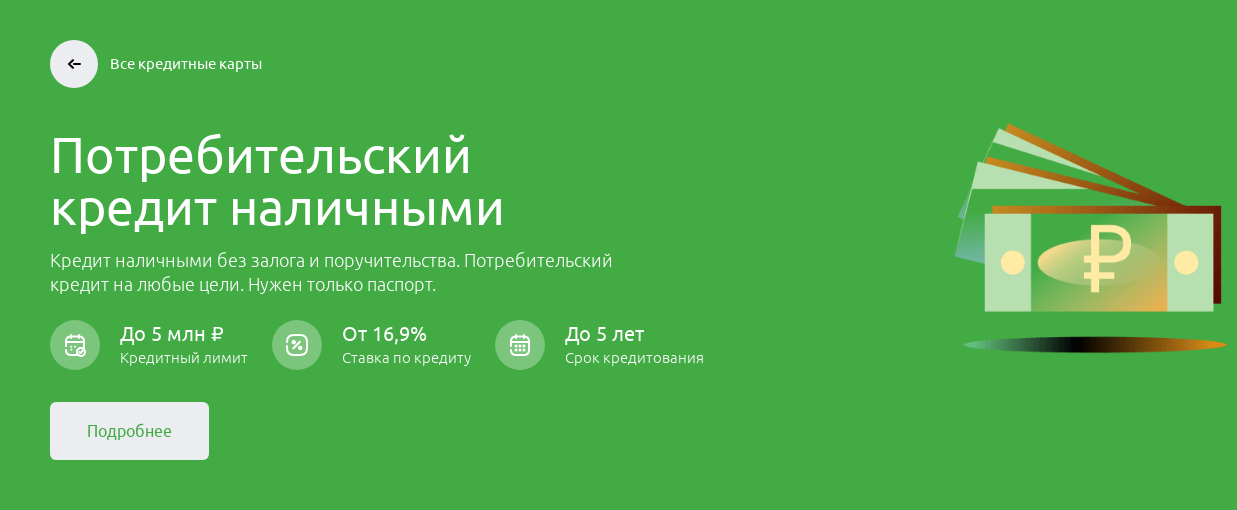 Все кредитные карты
Потребительский
кредит наличными
Кредит наличными без залога и поручительства. Потребительский
кредит на любые цели. Нужен только паспорт.
До 5 млн ₽
Кредитный лимит
От 16,9%
Ставка по кредиту
До 5 лет
Срок кредитования
Подробнее
₽